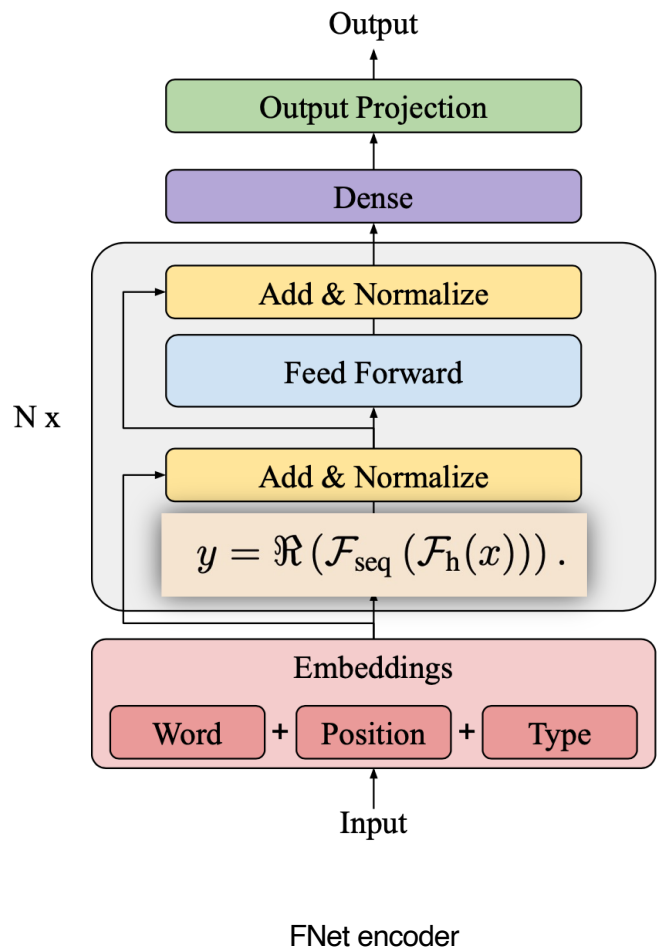 Output
Output Projection
Dense
Add & Normalize
Feed Forward
N x
Add & Normalize
y = ℜ (ℱseq (ℱh(x))) .
Embeddings
Word + Position + Type
Input
FNet encoder